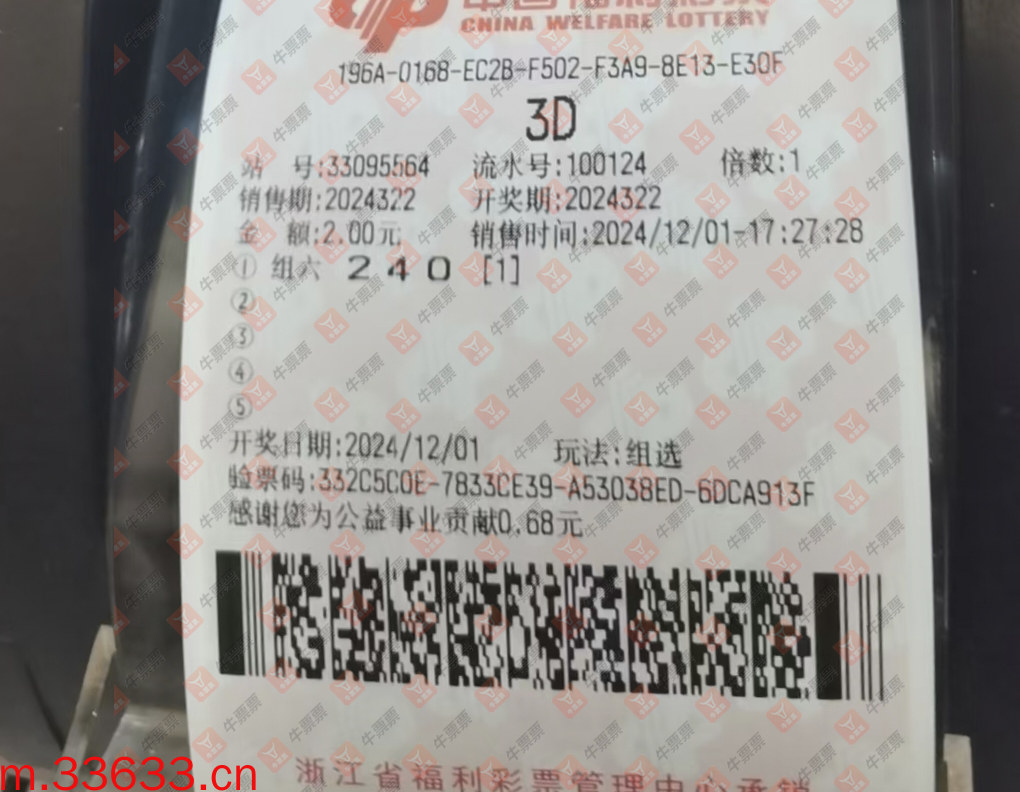 CHINA WELFARE LOTTERY
196A-0168-EC2B-F502-F3A9-8E13-E30F
3D
站 号:33095564 流水号:100124 倍数:1
销售期:2024322 开奖期:2024322
金 额:2.00元 销售时间:2024/12/01-17:27:28
① 组六 2 4 0 [1]
②
③
④
⑤
开奖日期:2024/12/01 玩法:组选
验票码:332C5C0E-7833CE39-A53038ED-6DCA913F
感谢您为公益事业贡献0.68元
浙江省福利彩票管理中心承销
m.33633.cn
牛票票